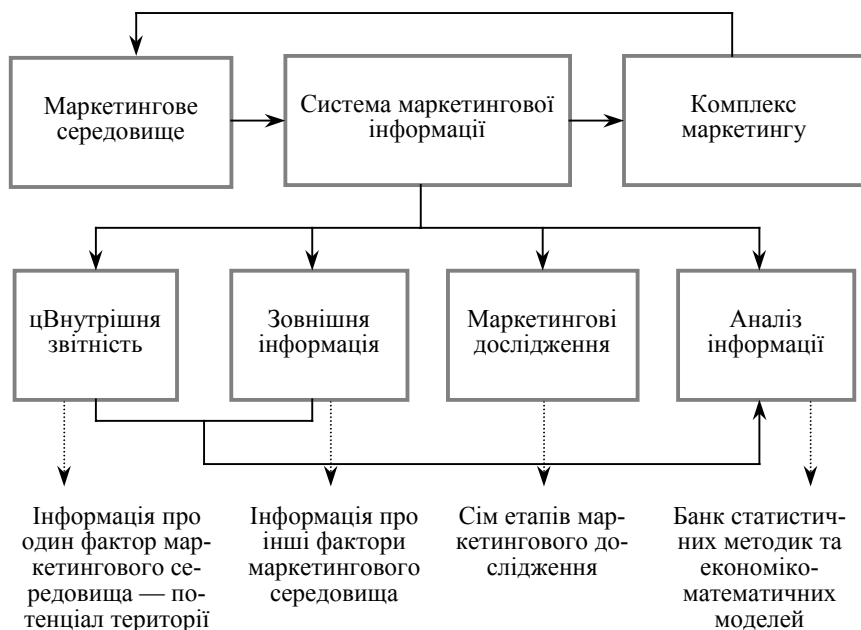 Маркетингове
середовище
Система маркетингової
інформації
Комплекс
маркетингу
цВнутрішня
звітність
Зовнішня
інформація
Маркетингові
дослідження
Аналіз
інформації
Інформація про
один фактор мар-
кетингового се-
редовища — по-
тенціал території
Інформація про
інші фактори
маркетингового
середовища
Сім етапів мар-
кетингового до-
слідження
Банк статистич-
них методик та
економіко-
математичних
моделей